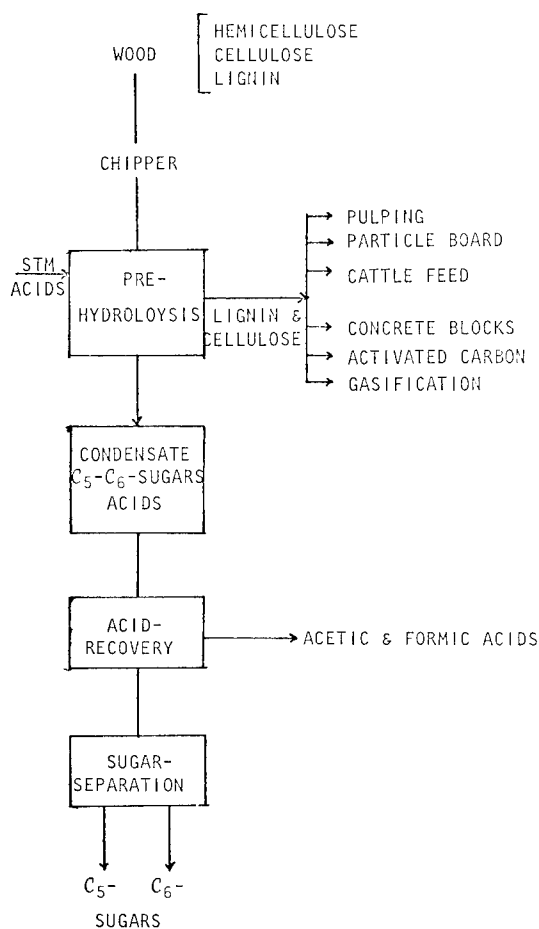 HEMICELLULOSE
WOOD
CELLULOSE
LIGNIN
CHIPPER
PULPING
PARTICLE BOARD
STM
ACIDS
PRE-
HYDROLOYSIS
CATTLE FEED
LIGNIN &
CELLULOSE
CONCRETE BLOCKS
ACTIVATED CARBON
GASIFICATION
CONDENSATE
C₅-C₆-SUGARS
ACIDS
ACID-
RECOVERY
ACETIC & FORMIC ACIDS
SUGAR-
SEPARATION
C₅- C₆-
SUGARS